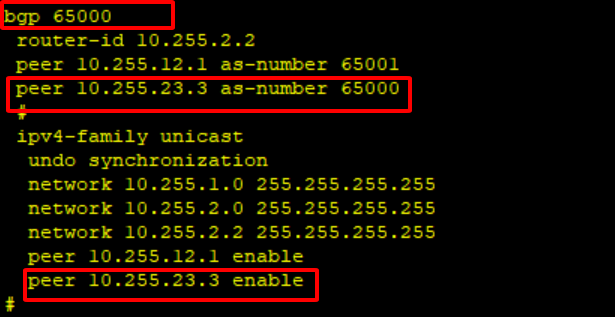 bgp 65000
router-id 10.255.2.2
peer 10.255.12.1 as-number 65001
peer 10.255.23.3 as-number 65000
#
ipv4-family unicast
undo synchronization
network 10.255.1.0 255.255.255.255
network 10.255.2.0 255.255.255.255
network 10.255.2.2 255.255.255.255
peer 10.255.12.1 enable
peer 10.255.23.3 enable
#